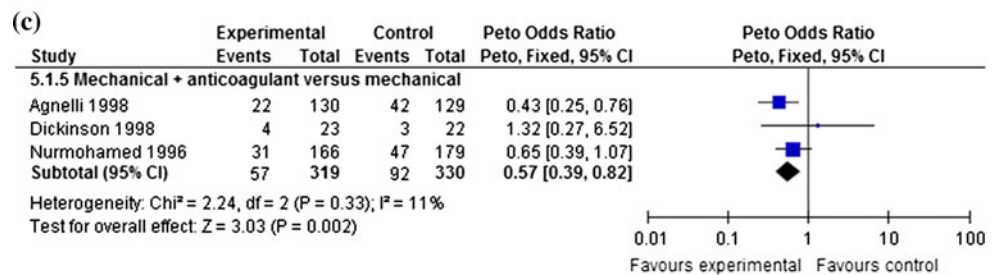 (c)
Experimental Control Peto Odds Ratio Peto Odds Ratio
Study Events Total Events Total Peto, Fixed, 95% CI Peto, Fixed, 95% CI
5.1.5 Mechanical + anticoagulant versus mechanical
Agnelli 1998 22 130 42 129 0.43 [0.25, 0.76]
Dickinson 1998 4 23 3 22 1.32 [0.27, 6.52]
Nurmohamed 1996 31 166 47 179 0.65 [0.39, 1.07]
Subtotal (95% CI) 57 319 92 330 0.57 [0.39, 0.82]
Heterogeneity: Chi² = 2.24, df = 2 (P = 0.33); I² = 11%
Test for overall effect: Z = 3.03 (P = 0.002)
0.01 0.1 1 10 100
Favours experimental Favours control